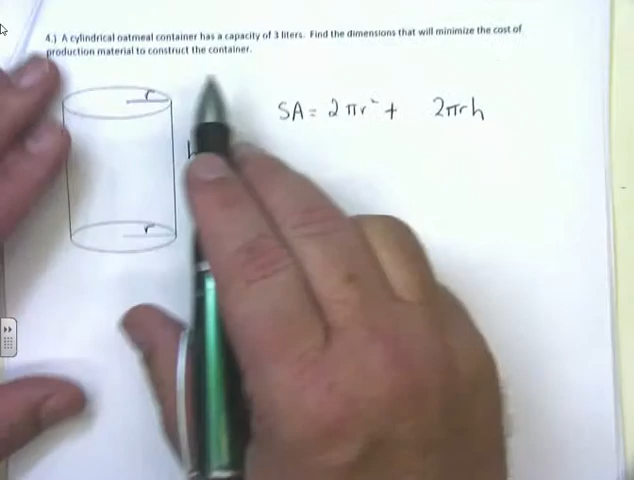 4.) A cylindrical oatmeal container has a capacity of 3 liters. Find the dimensions that will minimize the cost of
production material to construct the container.
r
SA = 2πr² + 2πrh
r